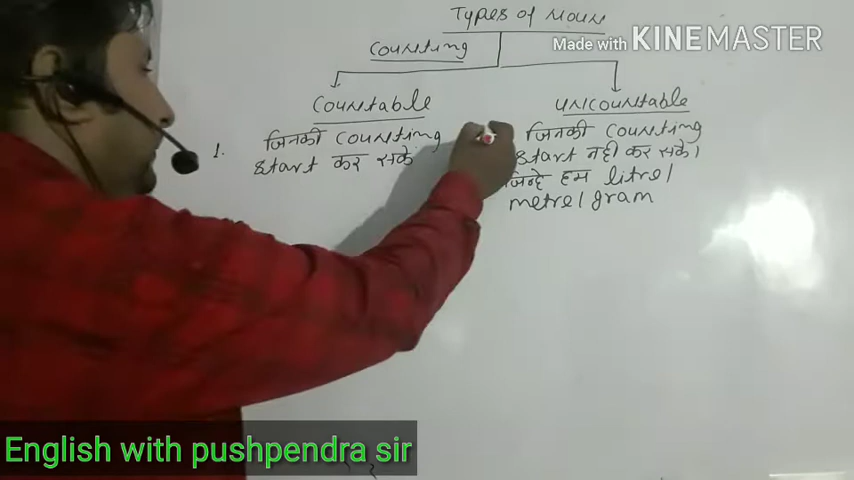 Types of Noun
Made with KINEMASTER
Counting
Countable
Uncountable
1. जिनकी counting
start कर सके
जिनकी counting
start नही कर सके।
जिन्हे हम litre/
metre/gram
English with pushpendra sir